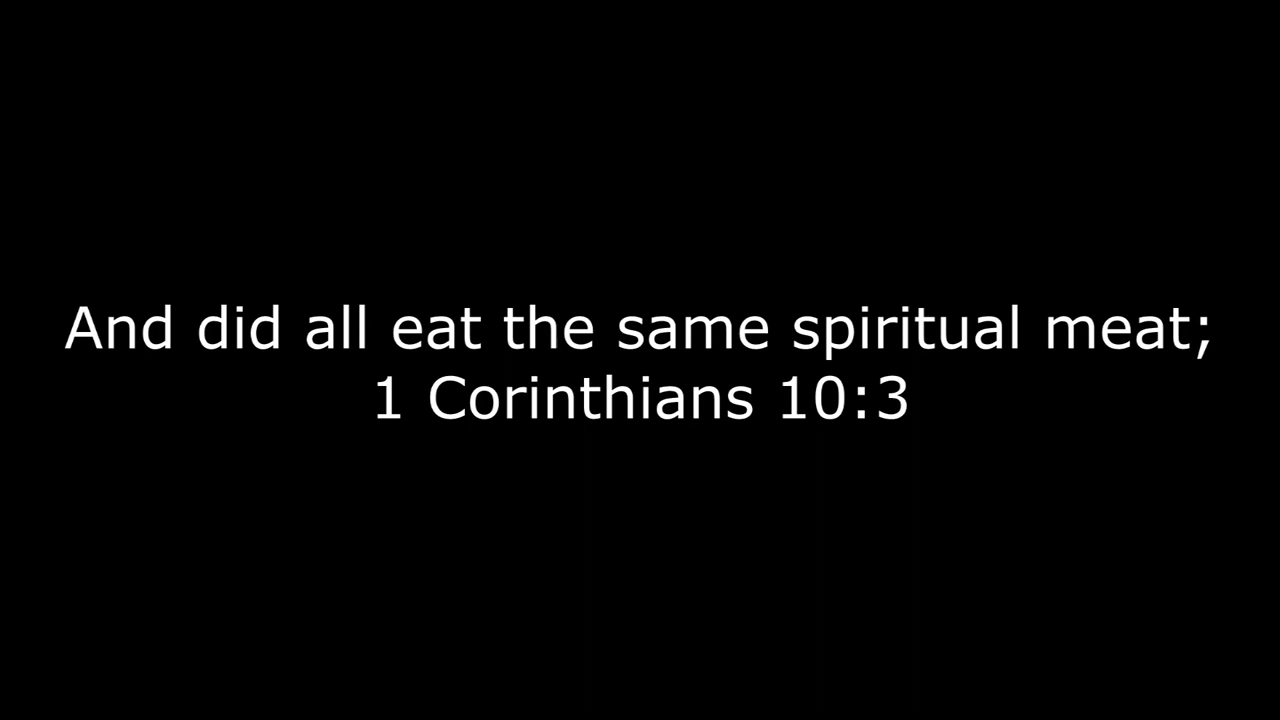 And did all eat the same spiritual meat;
1 Corinthians 10:3